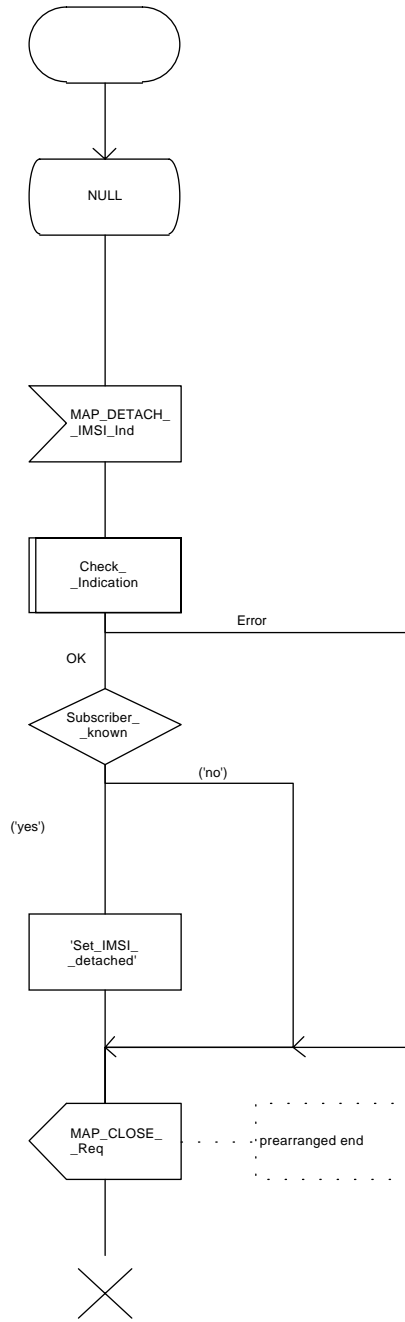 NULL
MAP_DETACH_
_IMSI_Ind
Check_
_Indication
Error
OK
Subscriber_
_known
('no')
('yes')
'Set_IMSI_
_detached'
MAP_CLOSE_
_Req
prearranged end